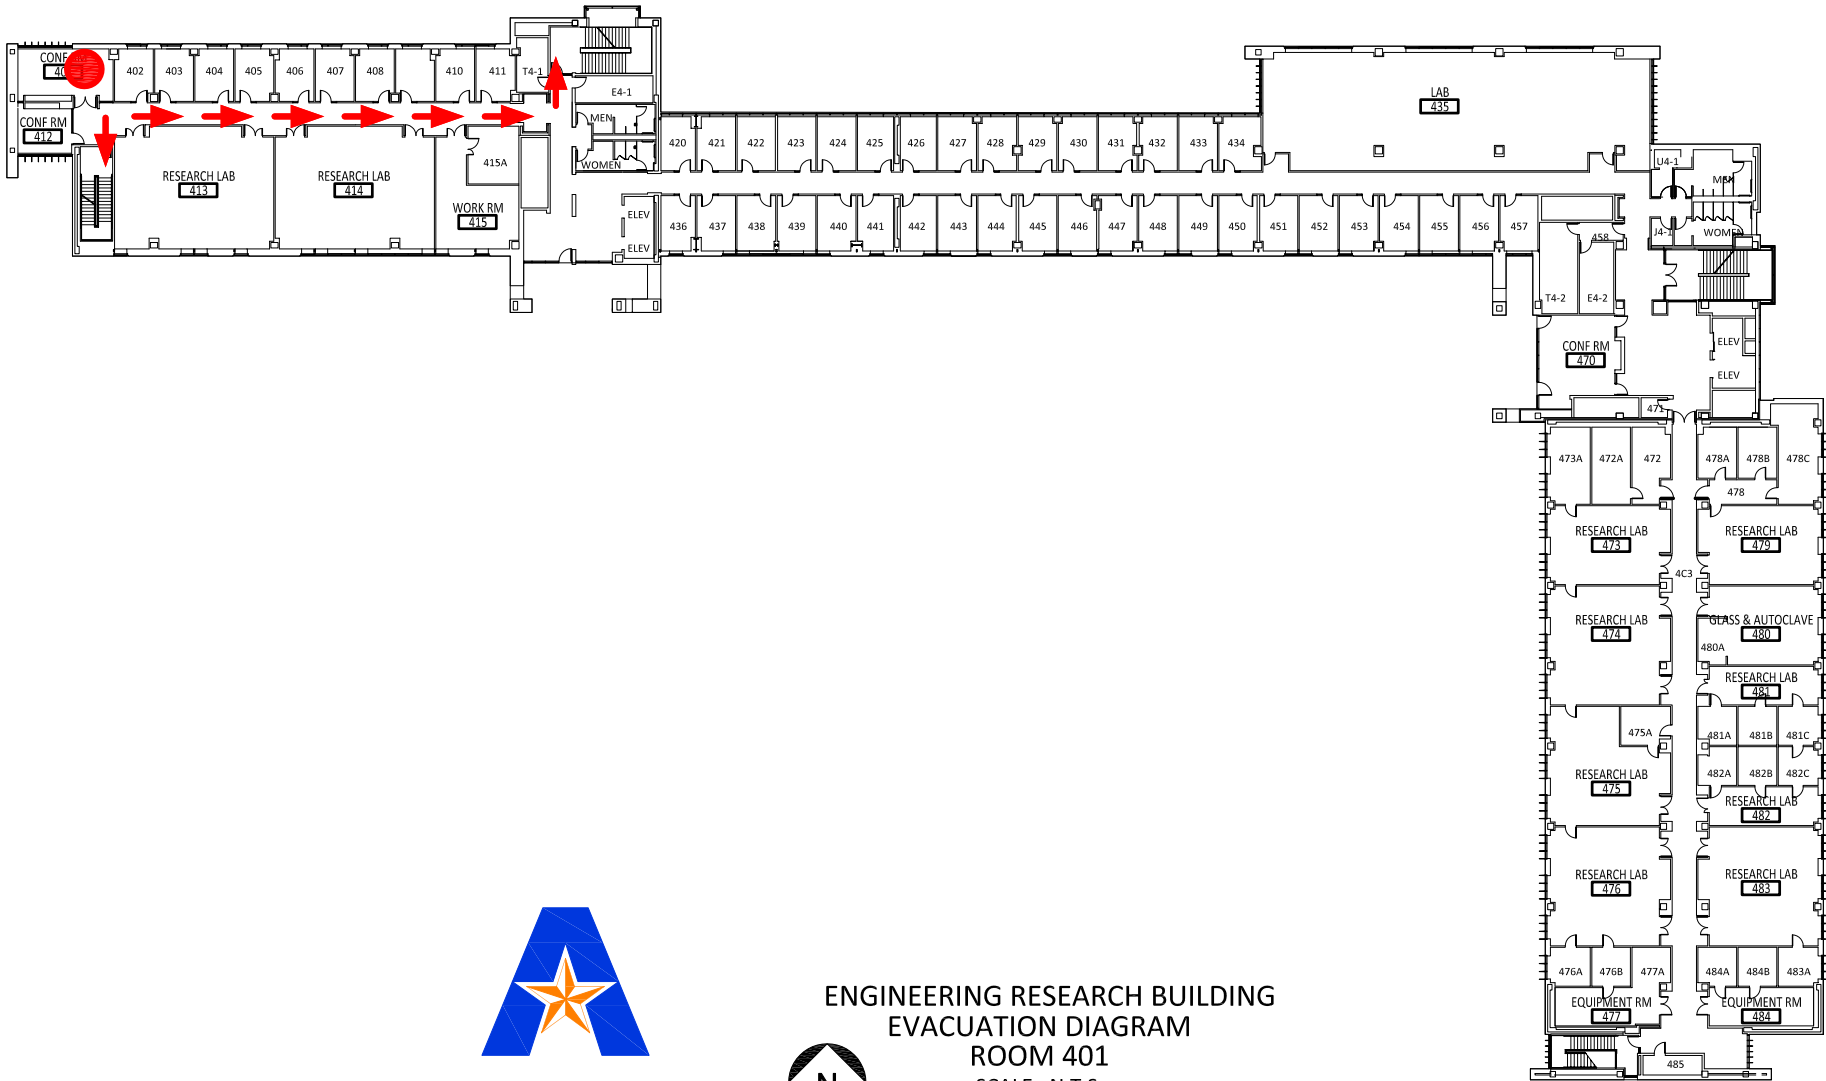 CONF
40
402
403
404
405
406
407
408
410
411
T4-1
E4-1
MEN
WOMEN
CONF RM
412
RESEARCH LAB
413
RESEARCH LAB
414
415A
WORK RM
415
ELEV
ELEV
420
421
422
423
424
425
426
427
428
429
430
431
432
433
434
LAB
435
U4-1
MEN
J4-1
WOMEN
436
437
438
439
440
441
442
443
444
445
446
447
448
449
450
451
452
453
454
455
456
457
458
T4-2
E4-2
CONF RM
470
ELEV
ELEV
471
473A
472A
472
478A
478B
478C
478
RESEARCH LAB
473
RESEARCH LAB
479
4C3
RESEARCH LAB
474
GLASS & AUTOCLAVE
480
480A
RESEARCH LAB
481
475A
481A
481B
481C
RESEARCH LAB
475
482A
482B
482C
RESEARCH LAB
482
RESEARCH LAB
476
RESEARCH LAB
483
476A
476B
477A
484A
484B
483A
EQUIPMENT RM
477
EQUIPMENT RM
484
485
ENGINEERING RESEARCH BUILDING
EVACUATION DIAGRAM
ROOM 401
SCALE: N.T.S.
N